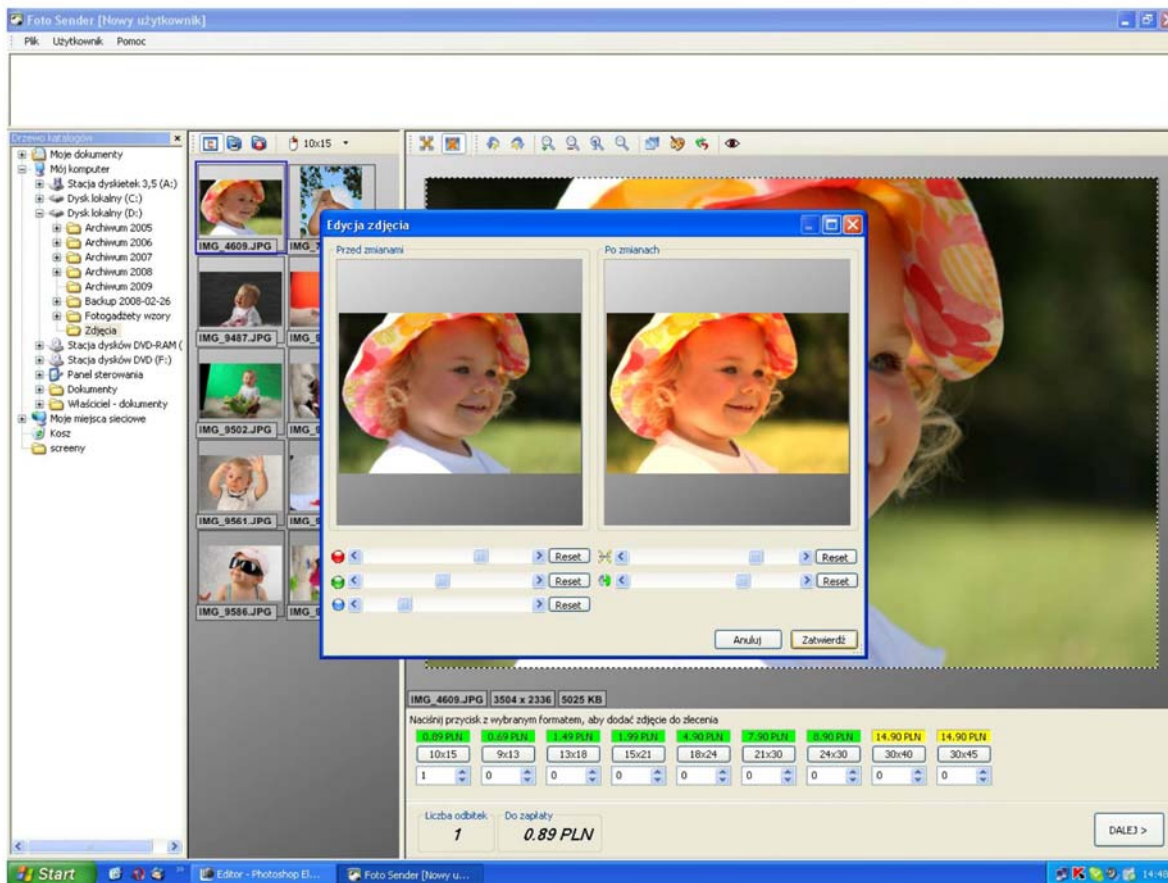 Foto Sender [Nowy użytkownik]
Plik Użytkownik Pomoc
Drzewo katalogów
Moje dokumenty
Mój komputer
Stacja dyskietek 3,5 (A:)
Dysk lokalny (C:)
Dysk lokalny (D:)
Archiwum 2005
Archiwum 2006
Archiwum 2007
Archiwum 2008
Archiwum 2009
Backup 2008-02-26
Fotogadżety wzory
Zdjęcia
Stacja dysków DVD-RAM (
Stacja dysków DVD (F:)
Panel sterowania
Dokumenty
Właściciel - dokumenty
Moje miejsca sieciowe
Kosz
screeny
10x15
IMG_4609.JPG
IMG_9487.JPG
IMG_9502.JPG
IMG_9561.JPG
IMG_9586.JPG
Edycja zdjęcia
Przed zmianami
Po zmianach
Reset Reset
Reset Reset
Reset
Anuluj Zatwierdź
IMG_4609.JPG 3504 x 2336 5025 KB
Naciśnij przycisk z wybranym formatem, aby dodać zdjęcie do zlecenia
0.89 PLN 0.69 PLN 1.49 PLN 1.99 PLN 4.90 PLN 7.90 PLN 8.90 PLN 14.90 PLN 14.90 PLN
10x15 9x13 13x18 15x21 18x24 21x30 24x30 30x40 30x45
1 0 0 0 0 0 0 0 0
Liczba odbitek Do zapłaty
1 0.89 PLN
DALEJ >
Start Editor - Photoshop El... Foto Sender [Nowy u... 14:48